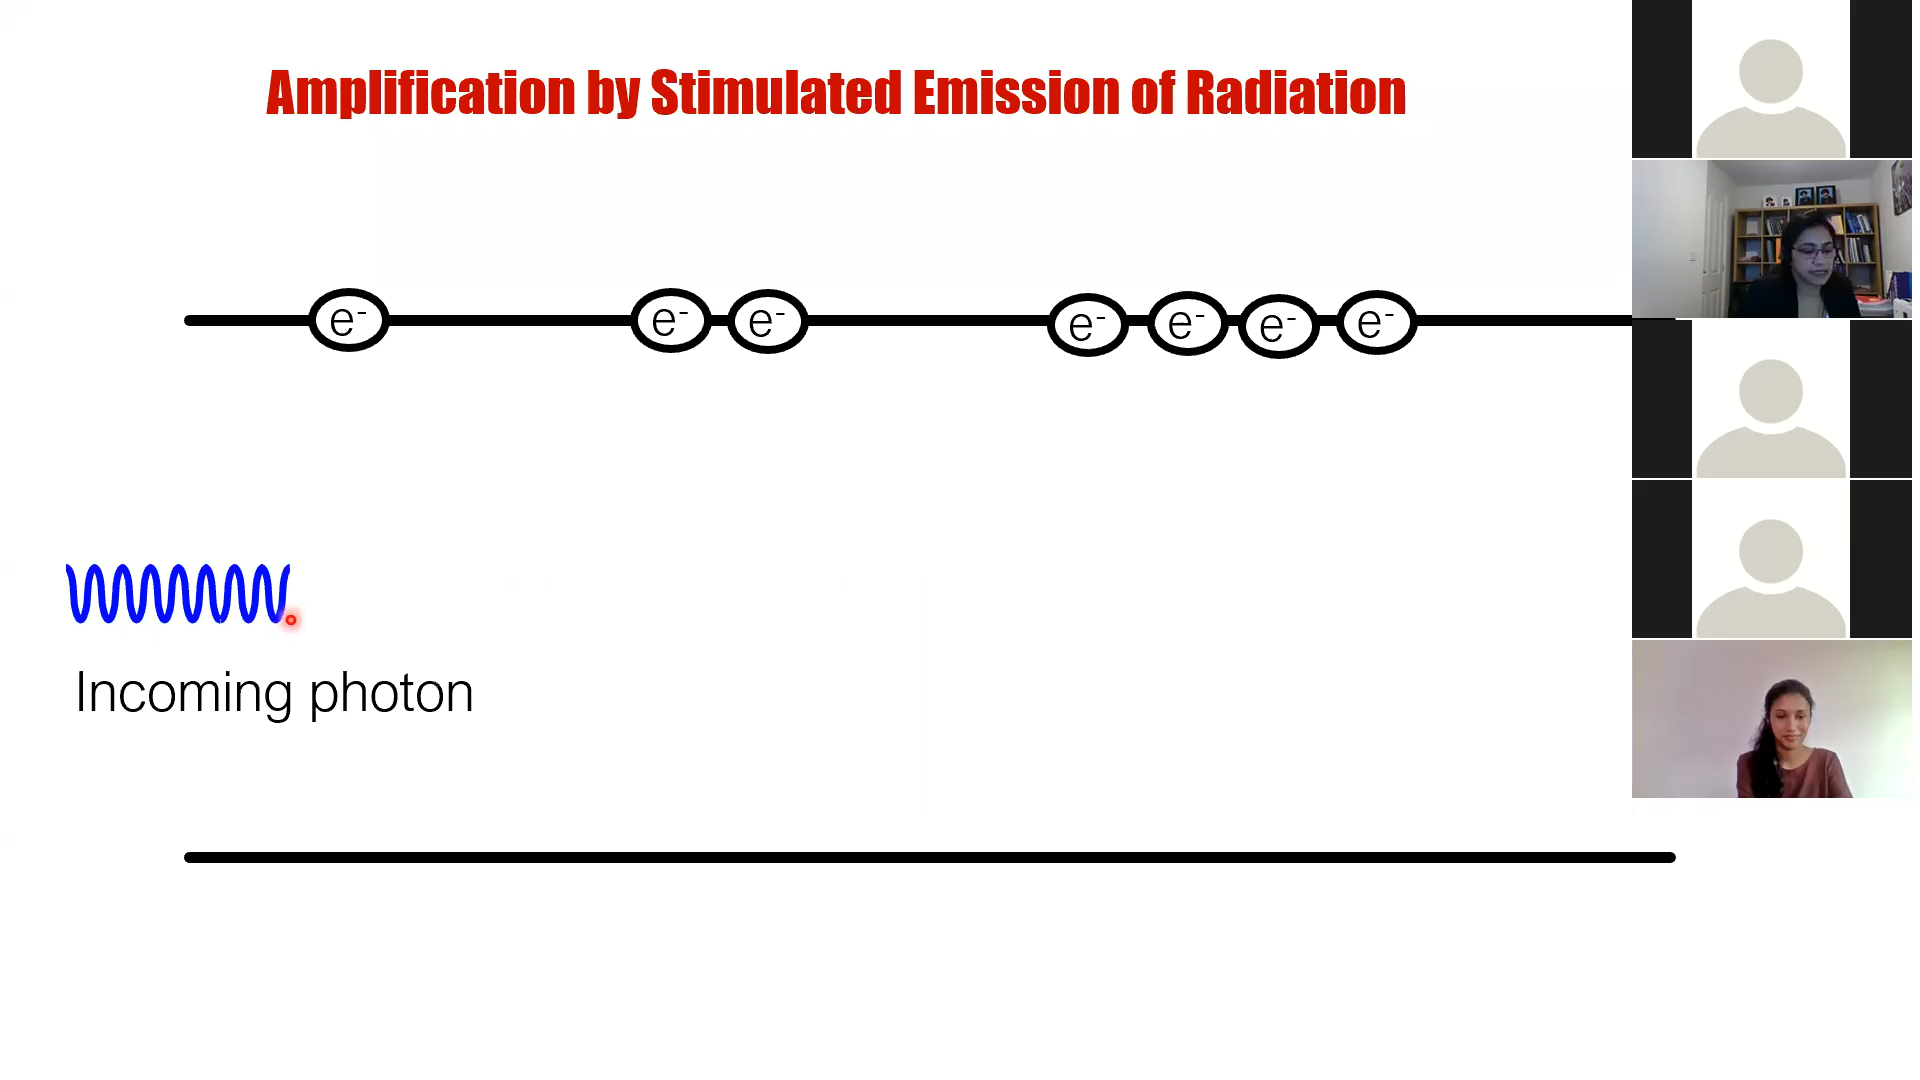 Amplification by Stimulated Emission of Radiation
e- e- e- e- e- e- e-
Incoming photon